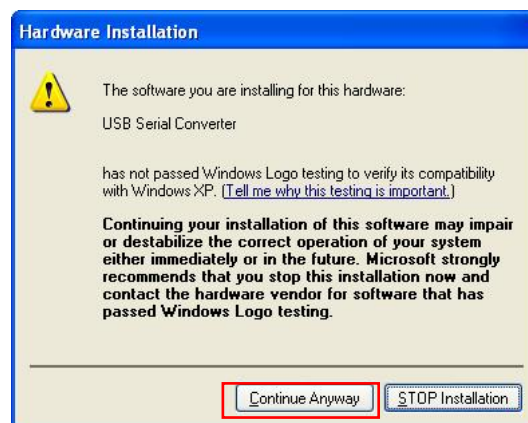 Hardware Installation
The software you are installing for this hardware:
USB Serial Converter
has not passed Windows Logo testing to verify its compatibility
with Windows XP. (Tell me why this testing is important.)
Continuing your installation of this software may impair
or destabilize the correct operation of your system
either immediately or in the future. Microsoft strongly
recommends that you stop this installation now and
contact the hardware vendor for software that has
passed Windows Logo testing.
Continue Anyway
STOP Installation